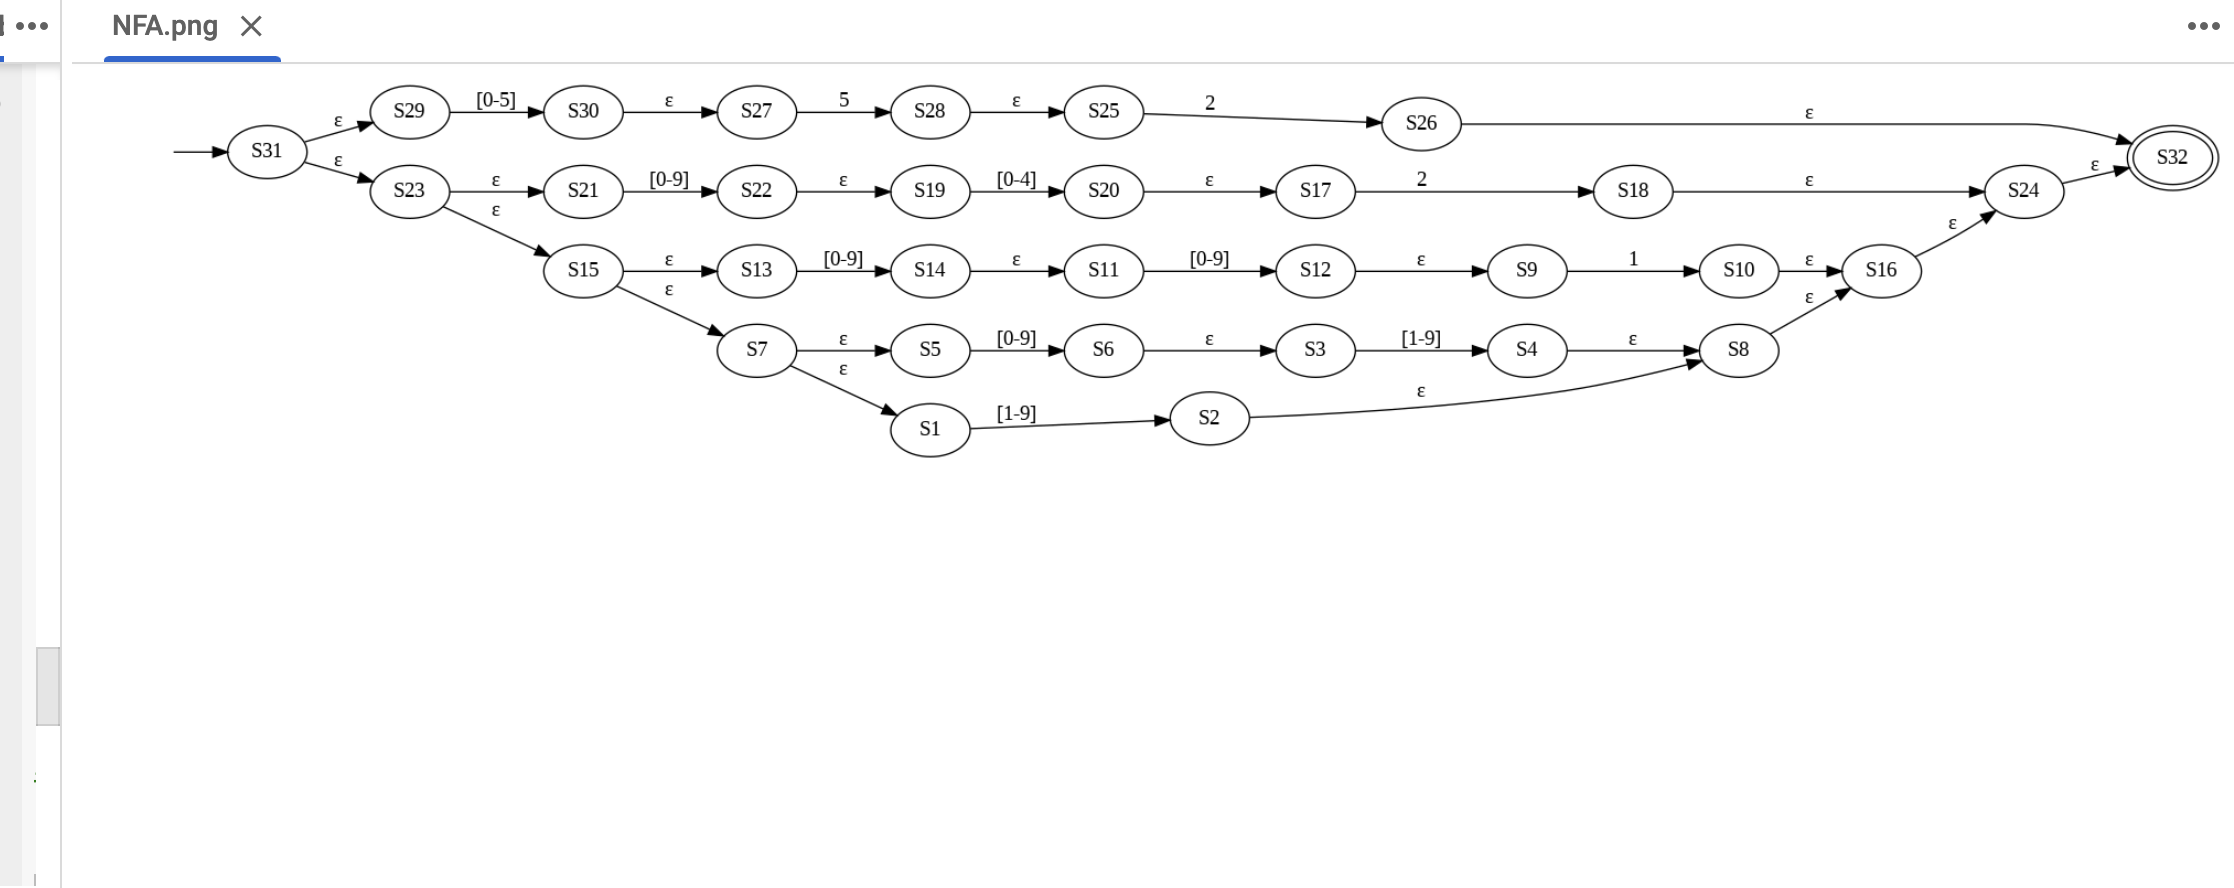 NFA.png
S29 [0-5] S30 ε S27 5 S28 ε S25 2 S26 ε
S31 ε ε S32
S23 ε S21 [0-9] S22 ε S19 [0-4] S20 ε S17 2 S18 ε S24 ε
ε
S15 ε S13 [0-9] S14 ε S11 [0-9] S12 ε S9 1 S10 ε S16 ε
ε
S7 ε S5 [0-9] S6 ε S3 [1-9] S4 ε S8 ε
ε
S1 [1-9] S2 ε